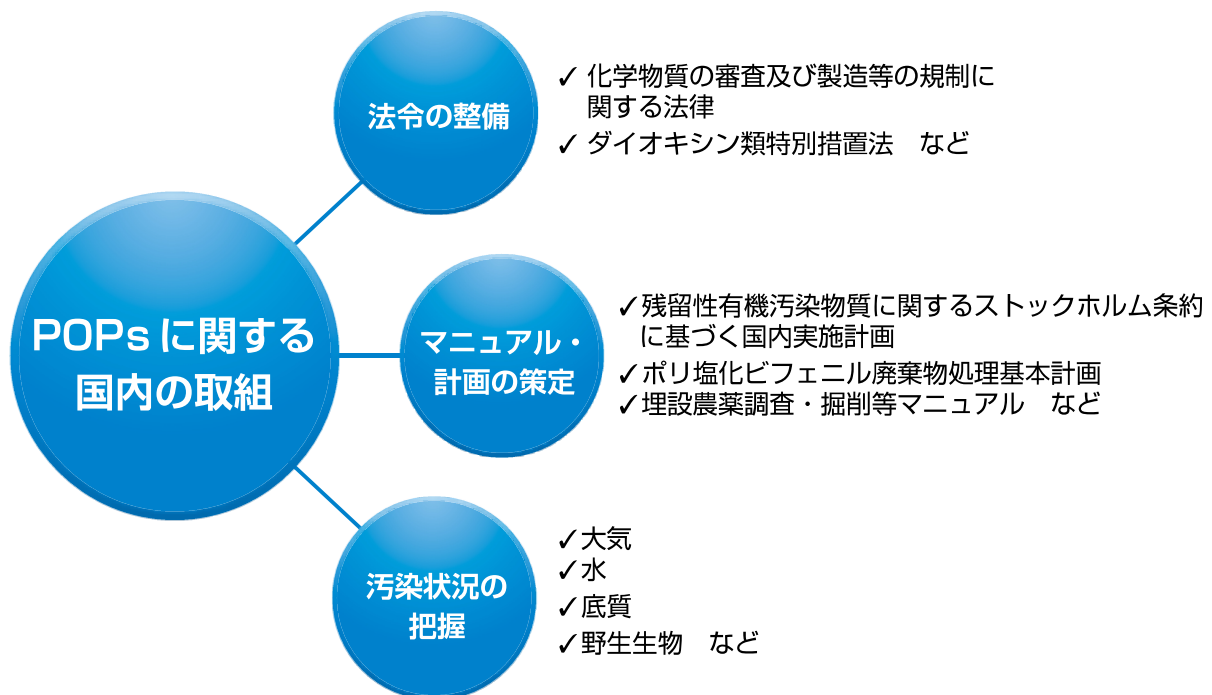 POPsに関する
国内の取組
法令の整備
✓ 化学物質の審査及び製造等の規制に
関する法律
✓ ダイオキシン類特別措置法　など
マニュアル・
計画の策定
✓残留性有機汚染物質に関するストックホルム条約
に基づく国内実施計画
✓ポリ塩化ビフェニル廃棄物処理基本計画
✓埋設農薬調査・掘削等マニュアル　など
汚染状況の
把握
✓大気
✓水
✓底質
✓野生生物　など